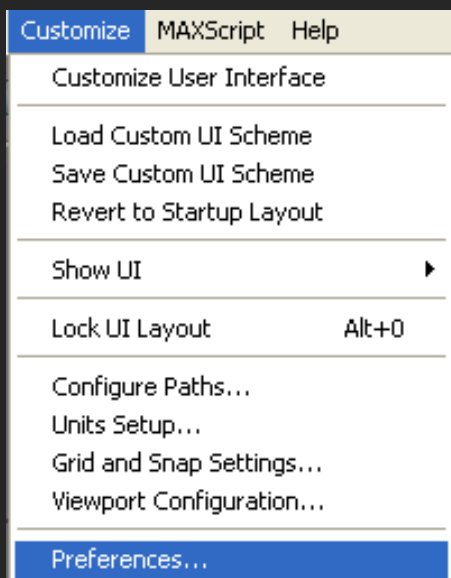 Customize MAXScript Help
Customize User Interface
Load Custom UI Scheme
Save Custom UI Scheme
Revert to Startup Layout
Show UI
Lock UI Layout Alt+0
Configure Paths...
Units Setup...
Grid and Snap Settings...
Viewport Configuration...
Preferences...